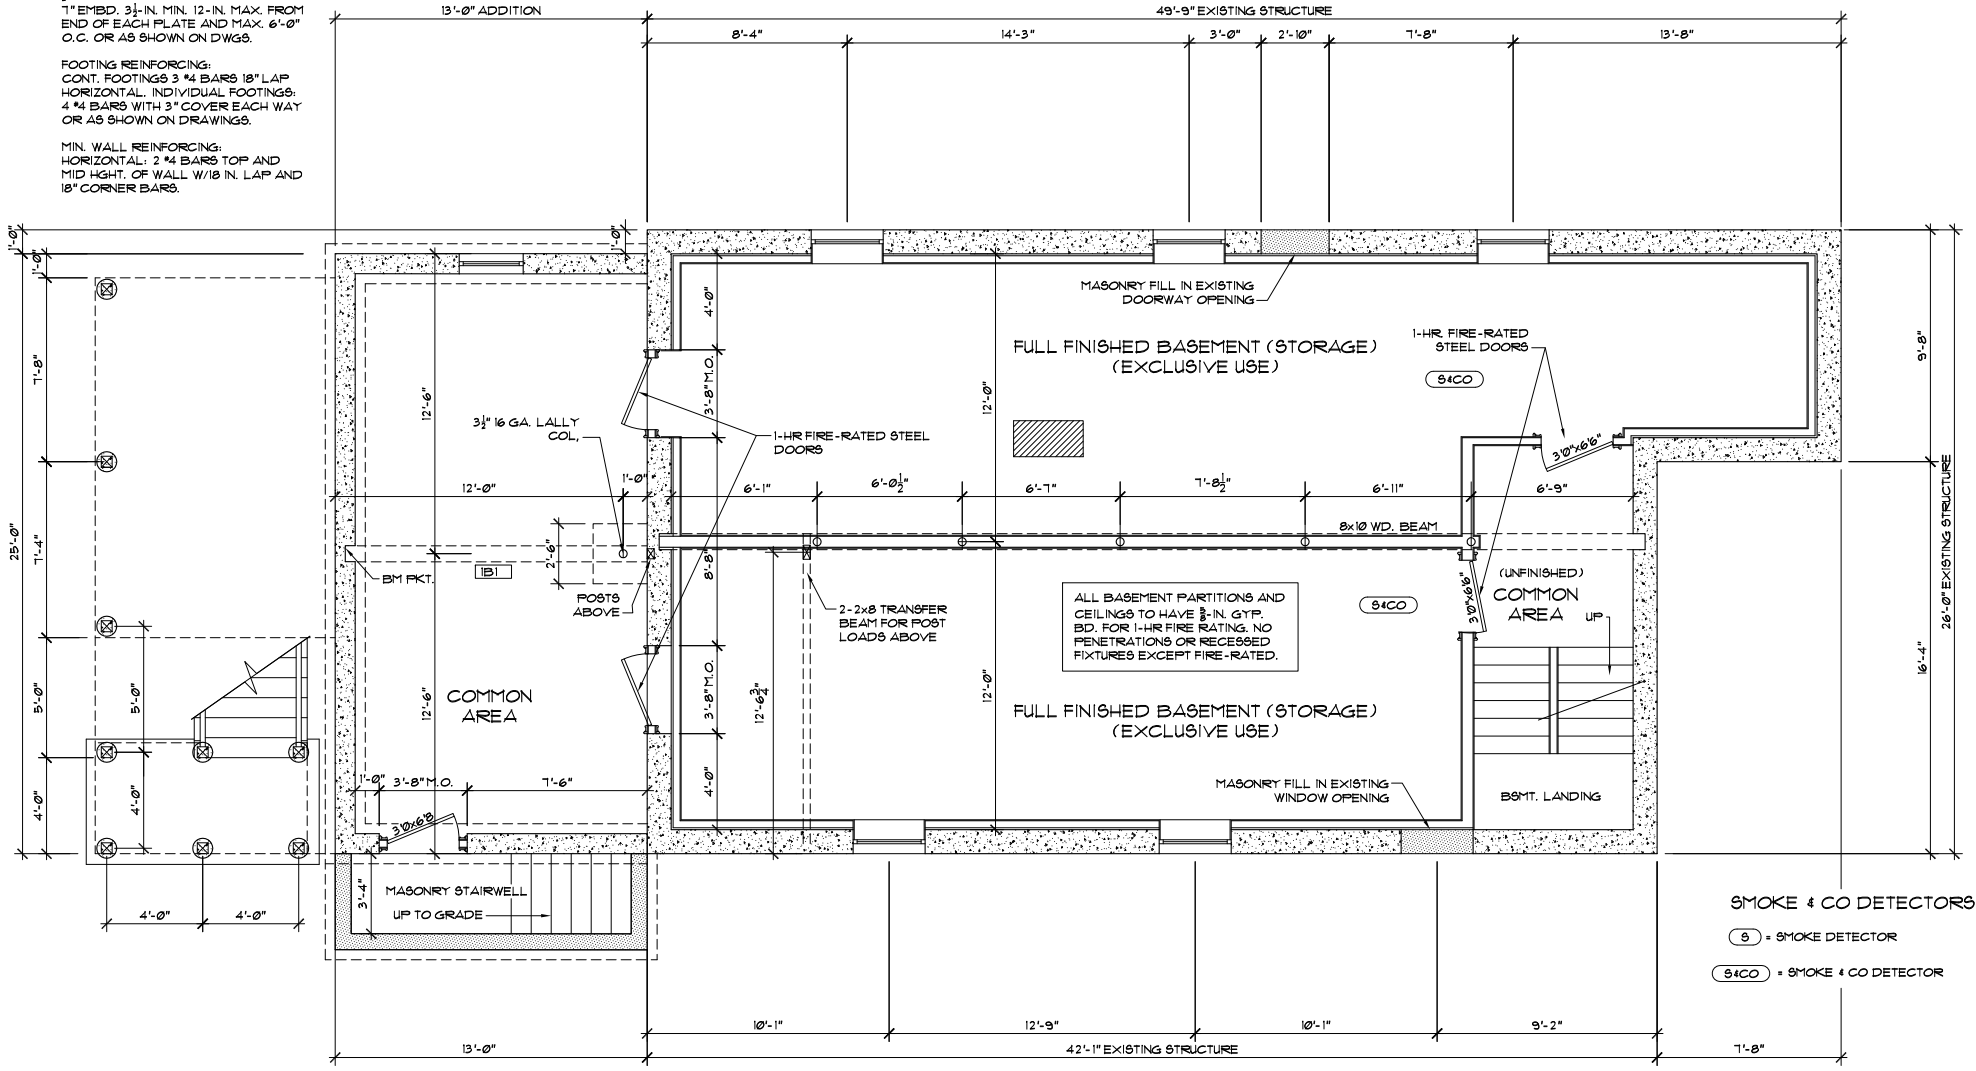 7" EMBD. 3½-IN. MIN. 12-IN. MAX. FROM
END OF EACH PLATE AND MAX. 6'-0"
O.C. OR AS SHOWN ON DWGS.
FOOTING REINFORCING:
CONT. FOOTINGS 3 #4 BARS 18" LAP
HORIZONTAL. INDIVIDUAL FOOTINGS:
4 #4 BARS WITH 3" COVER EACH WAY
OR AS SHOWN ON DRAWINGS.
MIN. WALL REINFORCING:
HORIZONTAL: 2 #4 BARS TOP AND
MID HGHT. OF WALL W/18 IN. LAP AND
18" CORNER BARS.
13'-0" ADDITION
49'-9" EXISTING STRUCTURE
8'-4"
14'-3"
3'-0"
2'-10"
7'-8"
13'-8"
1'-0"
1'-0"
1'-0"
25'-0"
7'-8"
7'-4"
5'-0"
4'-0"
5'-0"
4'-0"
4'-0"
4'-0"
12'-6"
12'-6"
3½" 16 GA. LALLY
COL,
12'-0"
1'-0"
2'-6"
BM PKT.
1B1
POSTS
ABOVE
COMMON
AREA
1'-0"
3'-8" M.O.
7'-6"
3'0x6'8
3'-4"
MASONRY STAIRWELL
UP TO GRADE
4'-0"
3'-8" M.O.
8'-8"
3'-8" M.O.
4'-0"
1-HR FIRE-RATED STEEL
DOORS
MASONRY FILL IN EXISTING
DOORWAY OPENING
FULL FINISHED BASEMENT (STORAGE)
(EXCLUSIVE USE)
12'-0"
1-HR. FIRE-RATED
STEEL DOORS
S&CO
3'0"x6'6"
6'-1"
6'-0½"
6'-7"
7'-8½"
6'-11"
6'-9"
8x10 WD. BEAM
2-2x8 TRANSFER
BEAM FOR POST
LOADS ABOVE
12'-6¾"
12'-0"
ALL BASEMENT PARTITIONS AND
CEILINGS TO HAVE ⅝-IN. GYP.
BD. FOR 1-HR FIRE RATING. NO
PENETRATIONS OR RECESSED
FIXTURES EXCEPT FIRE-RATED.
S&CO
3'0"x6'6"
(UNFINISHED)
COMMON
AREA
UP
FULL FINISHED BASEMENT (STORAGE)
(EXCLUSIVE USE)
MASONRY FILL IN EXISTING
WINDOW OPENING
BSMT. LANDING
9'-8"
16'-4"
26'-0" EXISTING STRUCTURE
SMOKE & CO DETECTORS
S = SMOKE DETECTOR
S&CO = SMOKE & CO DETECTOR
10'-1"
12'-9"
10'-1"
9'-2"
13'-0"
42'-1" EXISTING STRUCTURE
7'-8"